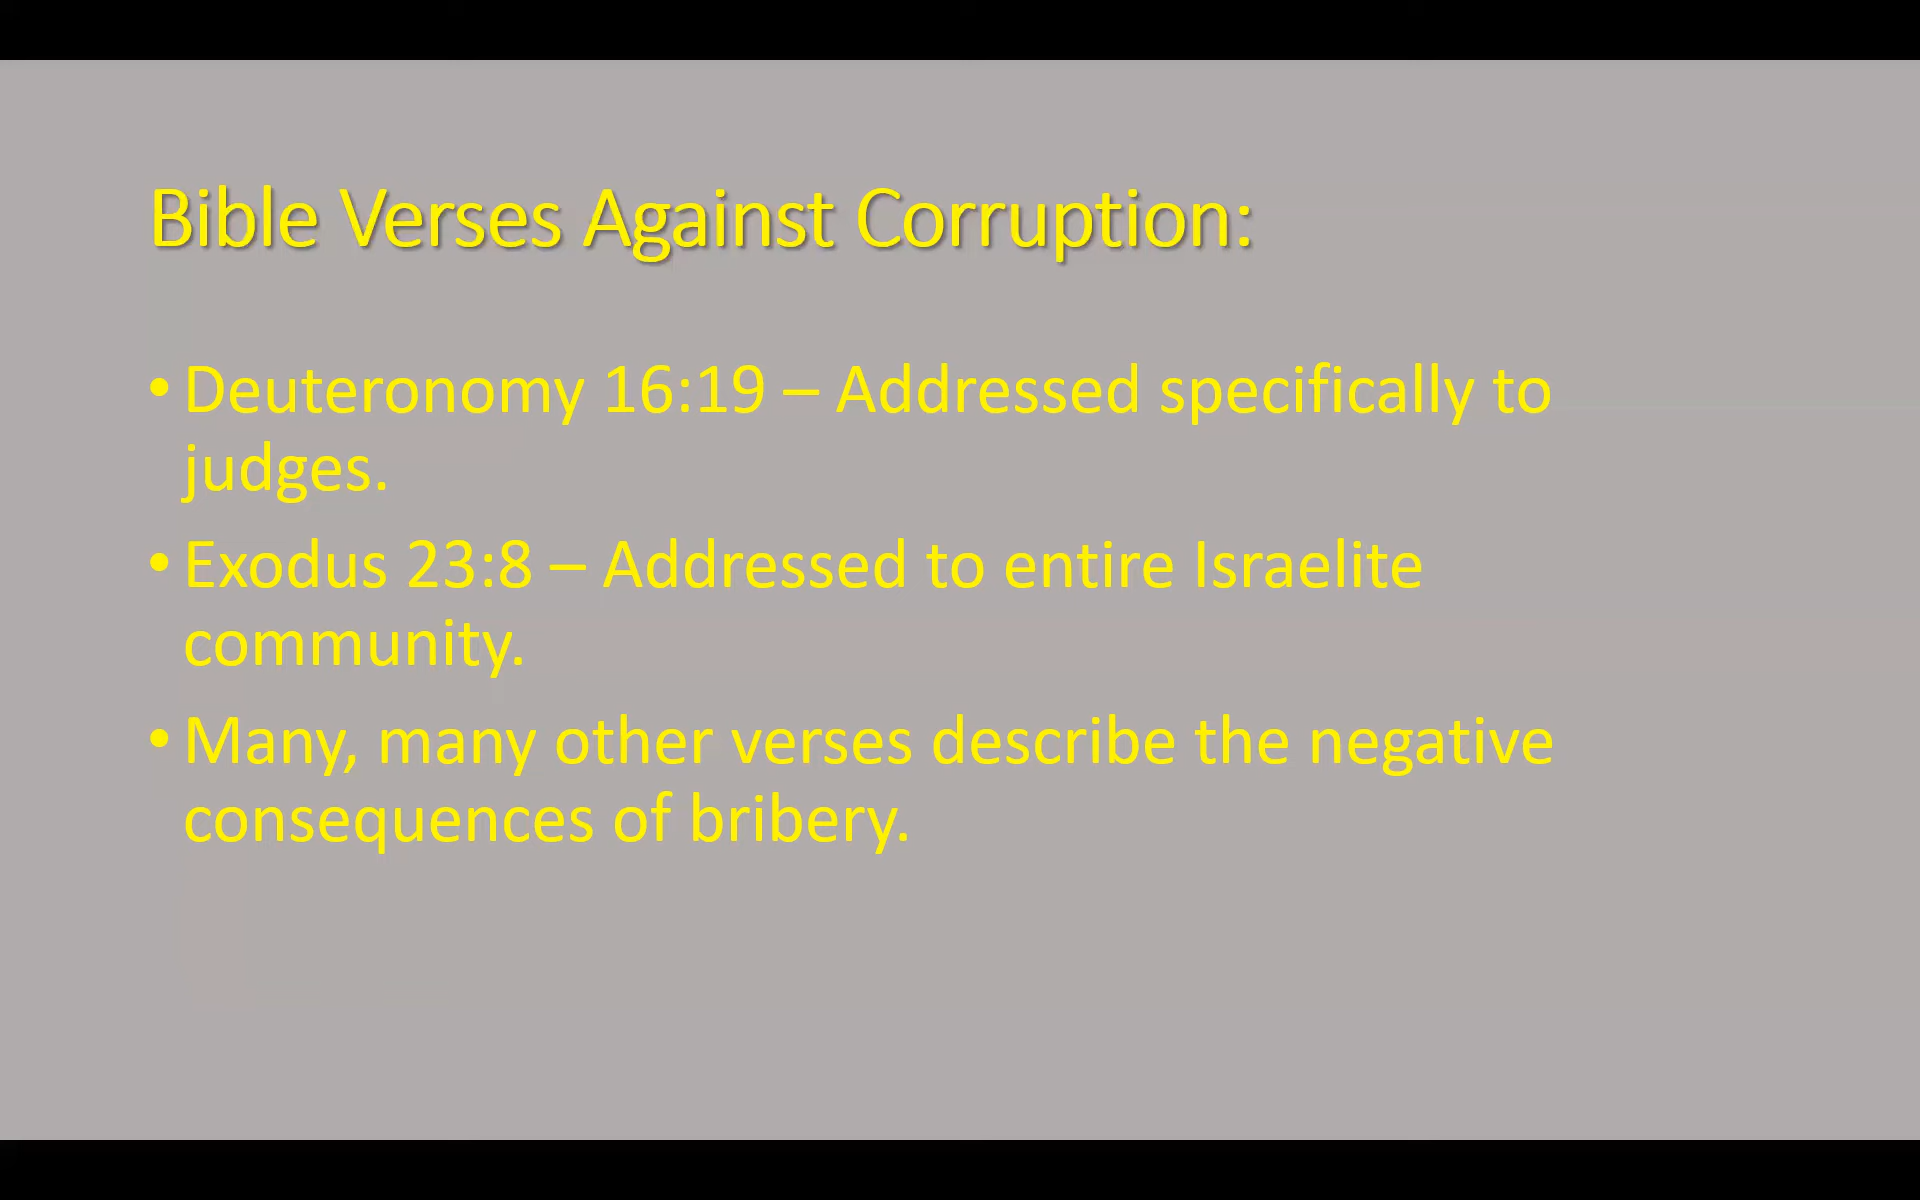 Bible Verses Against Corruption:
• Deuteronomy 16:19 – Addressed specifically to
judges.
• Exodus 23:8 – Addressed to entire Israelite
community.
• Many, many other verses describe the negative
consequences of bribery.